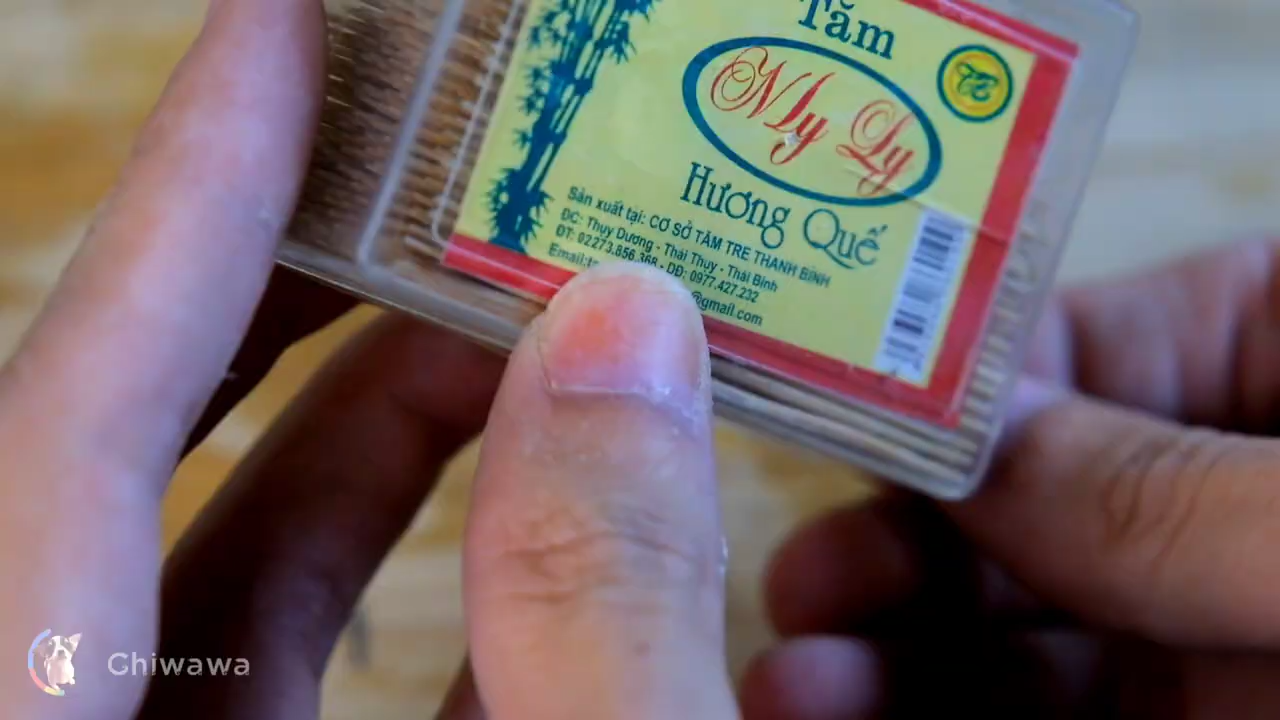 Tăm
My Ly
Hương Quế
Sản xuất tại: CƠ SỞ TĂM TRE THANH BÌNH
ĐC: Thụy Dương - Thái Thụy - Thái Bình
ĐT: 02273.856.368 - DĐ: 0977.427.232
Email:
@gmail.com
Chiwawa